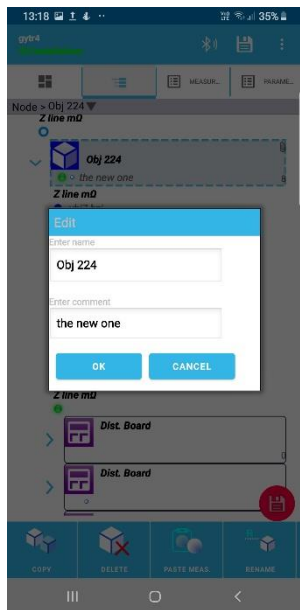 13:18 35%
gytr4
MEASUR... PARAME...
Node > Obj 224
Z line mΩ
Obj 224
the new one
Z line mΩ
Edit
Enter name
Obj 224
Enter comment
the new one
OK CANCEL
Z line mΩ
Dist. Board
0
Dist. Board
COPY DELETE PASTE MEAS. RENAME